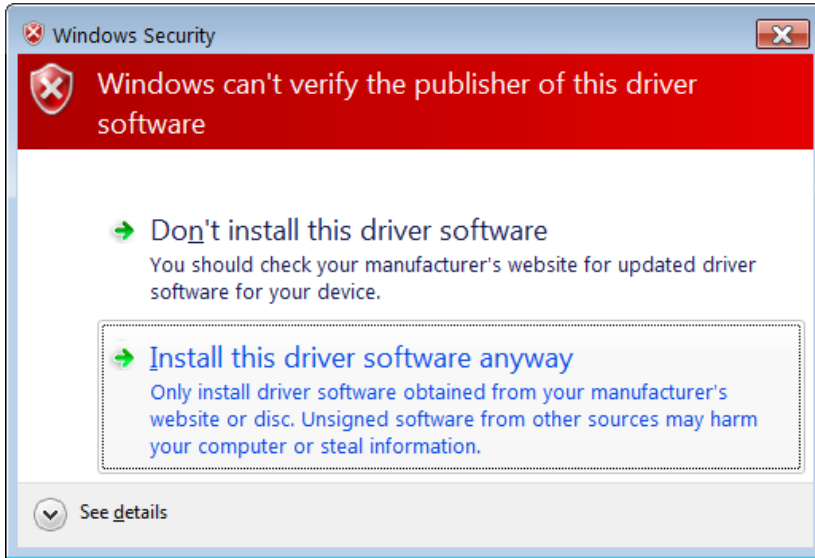 Windows Security
Windows can't verify the publisher of this driver
software
Don't install this driver software
You should check your manufacturer's website for updated driver
software for your device.
Install this driver software anyway
Only install driver software obtained from your manufacturer's
website or disc. Unsigned software from other sources may harm
your computer or steal information.
See details